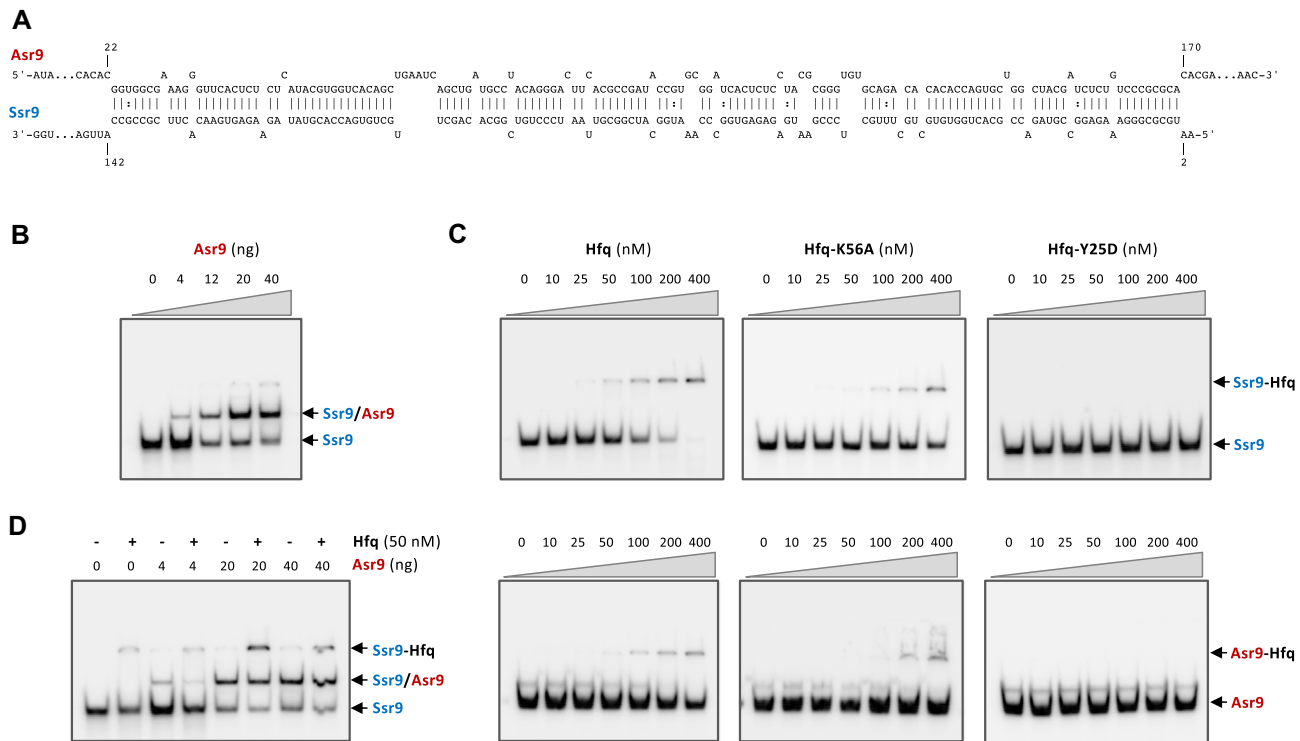 A
22 170
Asr9
A G C UGAAUC A U C C A GC A C CG UGU U A G
5'-AUA...CACAC CACGA...AAC-3'
GGUGGCG AAG GUUCACUCU CU AUACGUGGUCACAGC AGCUG UGCC ACAGGGA UUACGCCGAU CCGU GG UCACUCUC UA CGGG GCAGA CA CACACCAGUGC GG CUACG UCUCU UCCCGCGCA
Ssr9
CCGCCGC UUC CAAGUGAGA GA UAUGCACCAGUGUCG UCGAC ACGG UGUCCCU AAUGCGGCUA GGUA CC GGUGAGAG GU GCCC CGUUU GU GUGUGGUCACG CC GAUGC GGAGA AGGGCGCGU
3'-GGU...AGUUA AA-5'
A A U C U C AAC C A AA U C C A C A
142 2
B
Asr9 (ng)
0 4 12 20 40
Ssr9/Asr9
Ssr9
C
Hfq (nM) Hfq-K56A (nM) Hfq-Y25D (nM)
0 10 25 50 100 200 400 0 10 25 50 100 200 400 0 10 25 50 100 200 400
Ssr9-Hfq
Ssr9
D
- + - + - + - + Hfq (50 nM)
0 0 4 4 20 20 40 40 Asr9 (ng)
Ssr9-Hfq
Ssr9/Asr9
Ssr9
0 10 25 50 100 200 400 0 10 25 50 100 200 400 0 10 25 50 100 200 400
Asr9-Hfq
Asr9